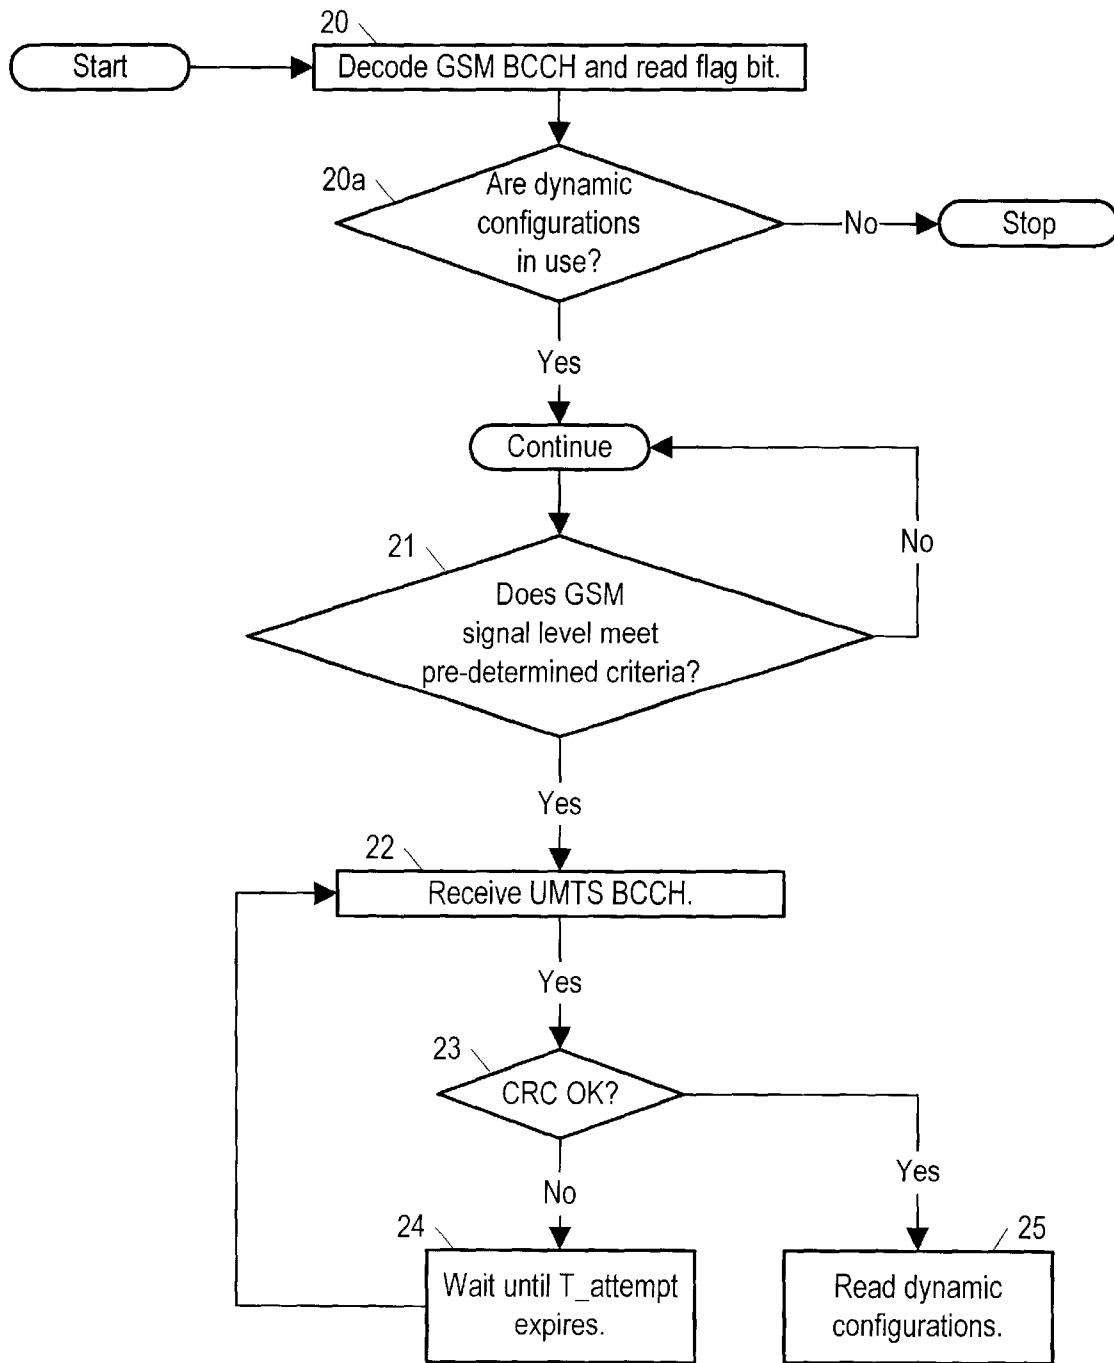 20
Start
Decode GSM BCCH and read flag bit.
20a
Are dynamic
configurations
in use?
No
Stop
Yes
Continue
21
No
Does GSM
signal level meet
pre-determined criteria?
Yes
22
Receive UMTS BCCH.
Yes
23
CRC OK?
Yes
No
24
25
Wait until T_attempt
expires.
Read dynamic
configurations.